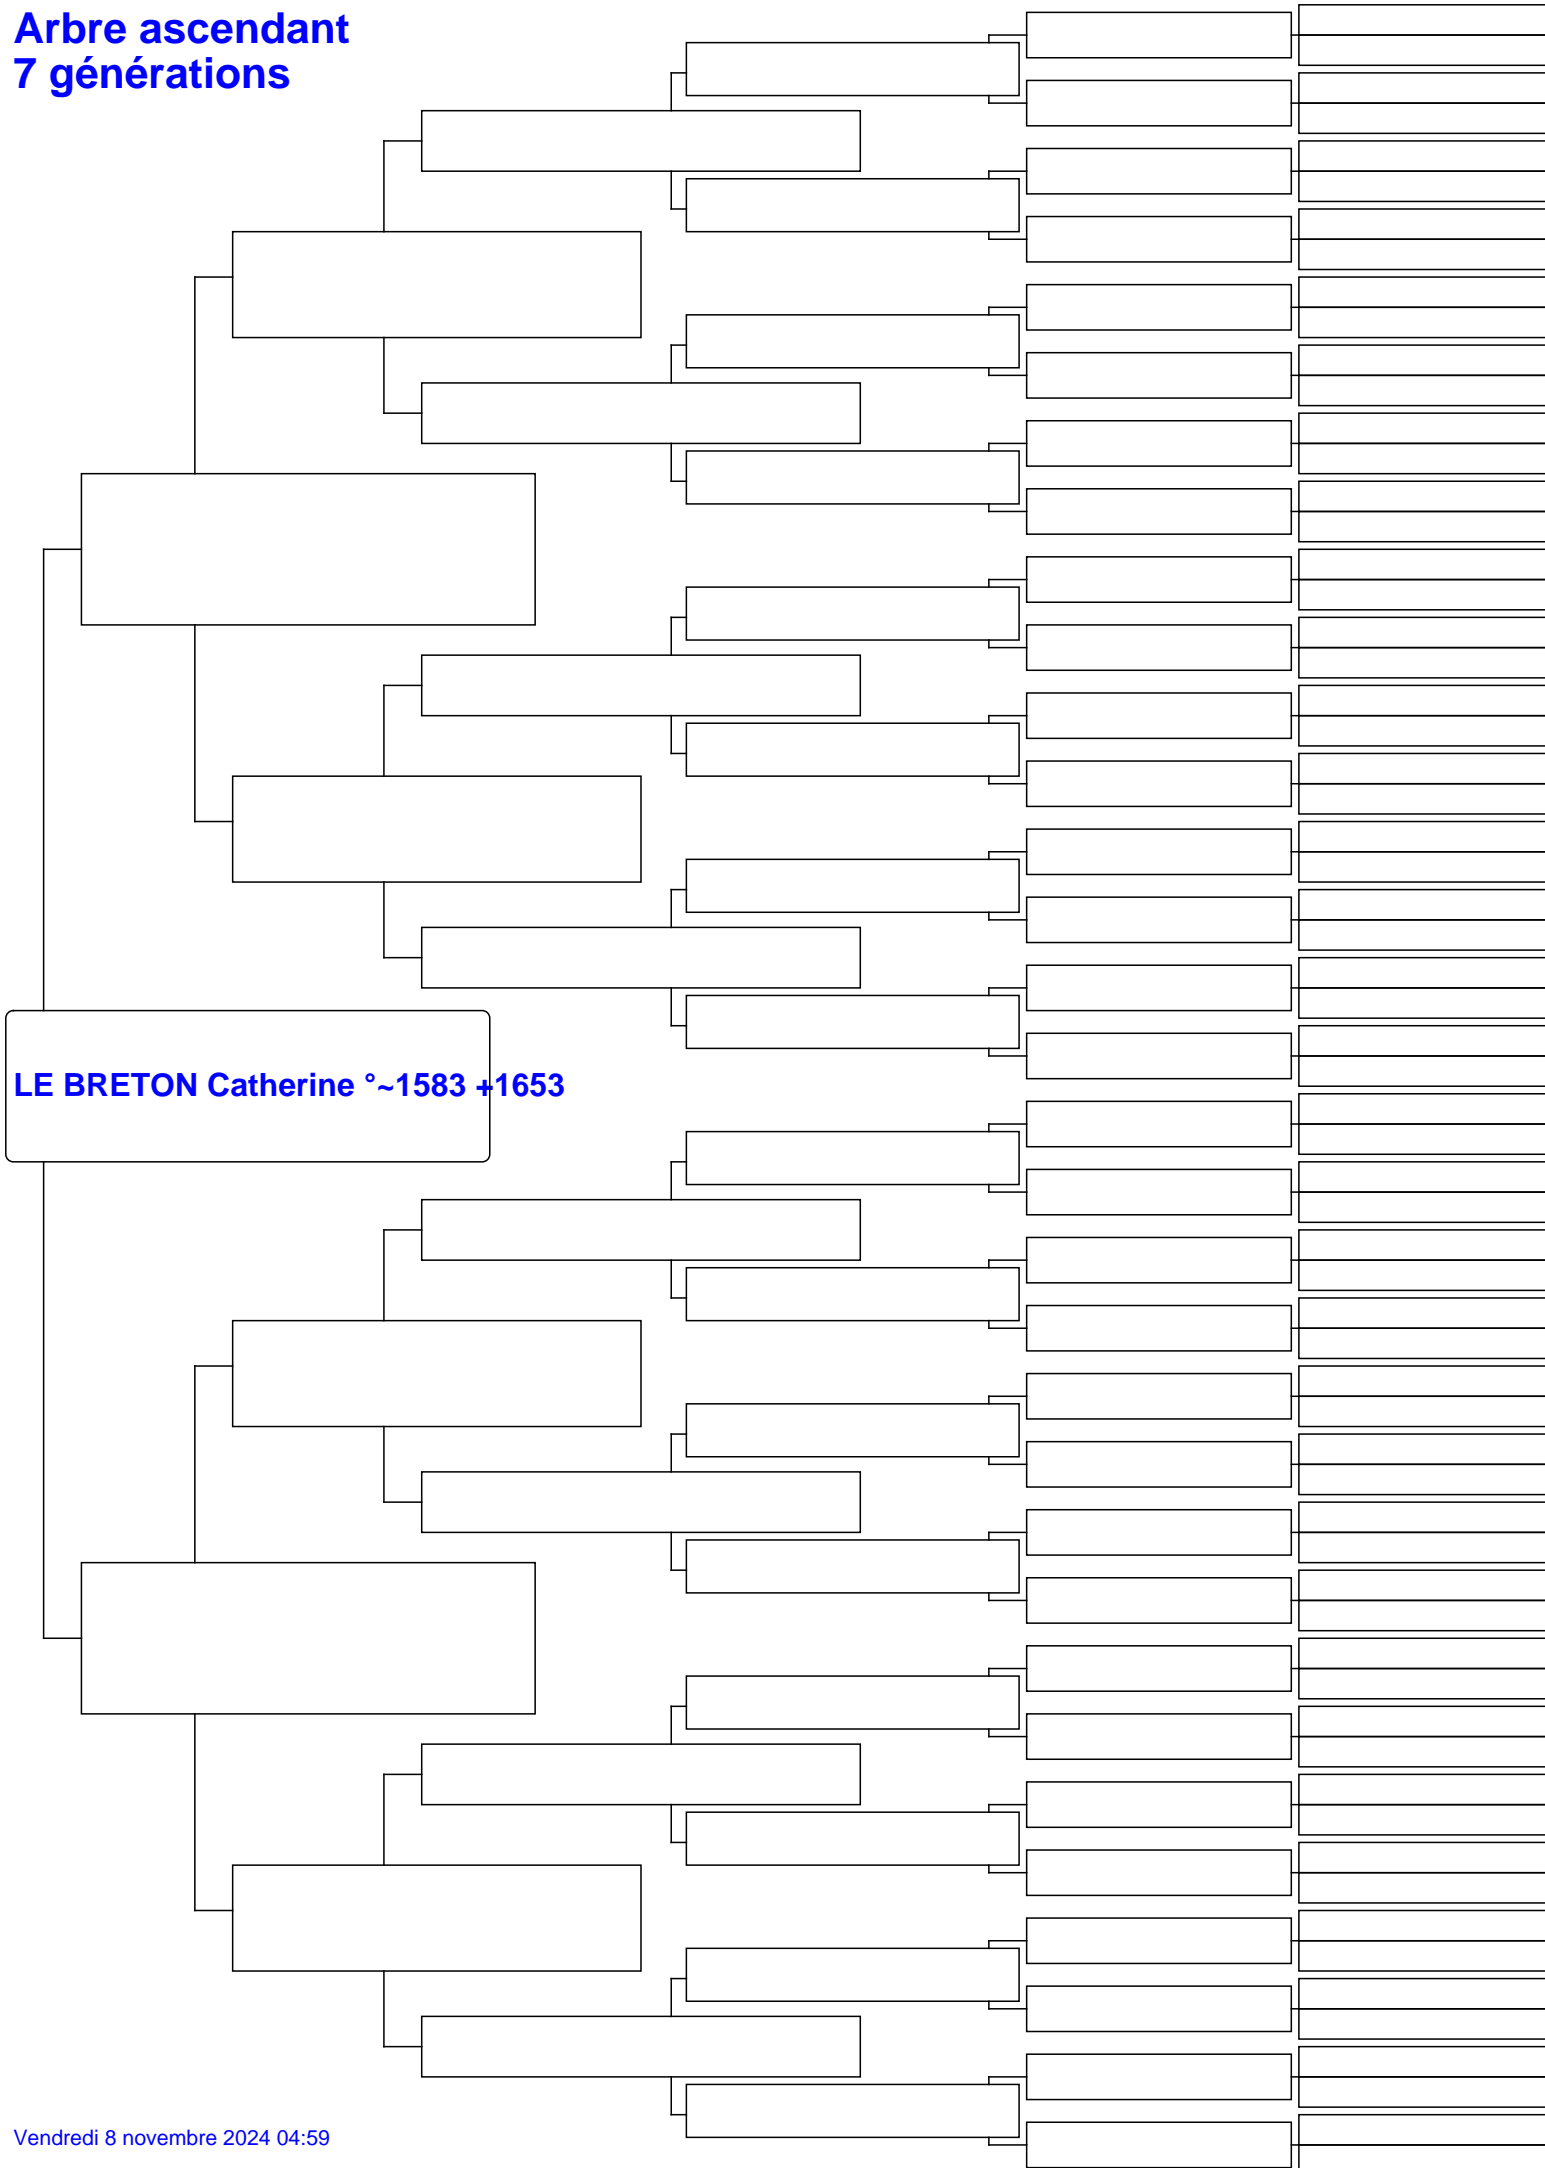 Arbre ascendant
7 générations
LE BRETON Catherine °~1583 +1653
Vendredi 8 novembre 2024 04:59